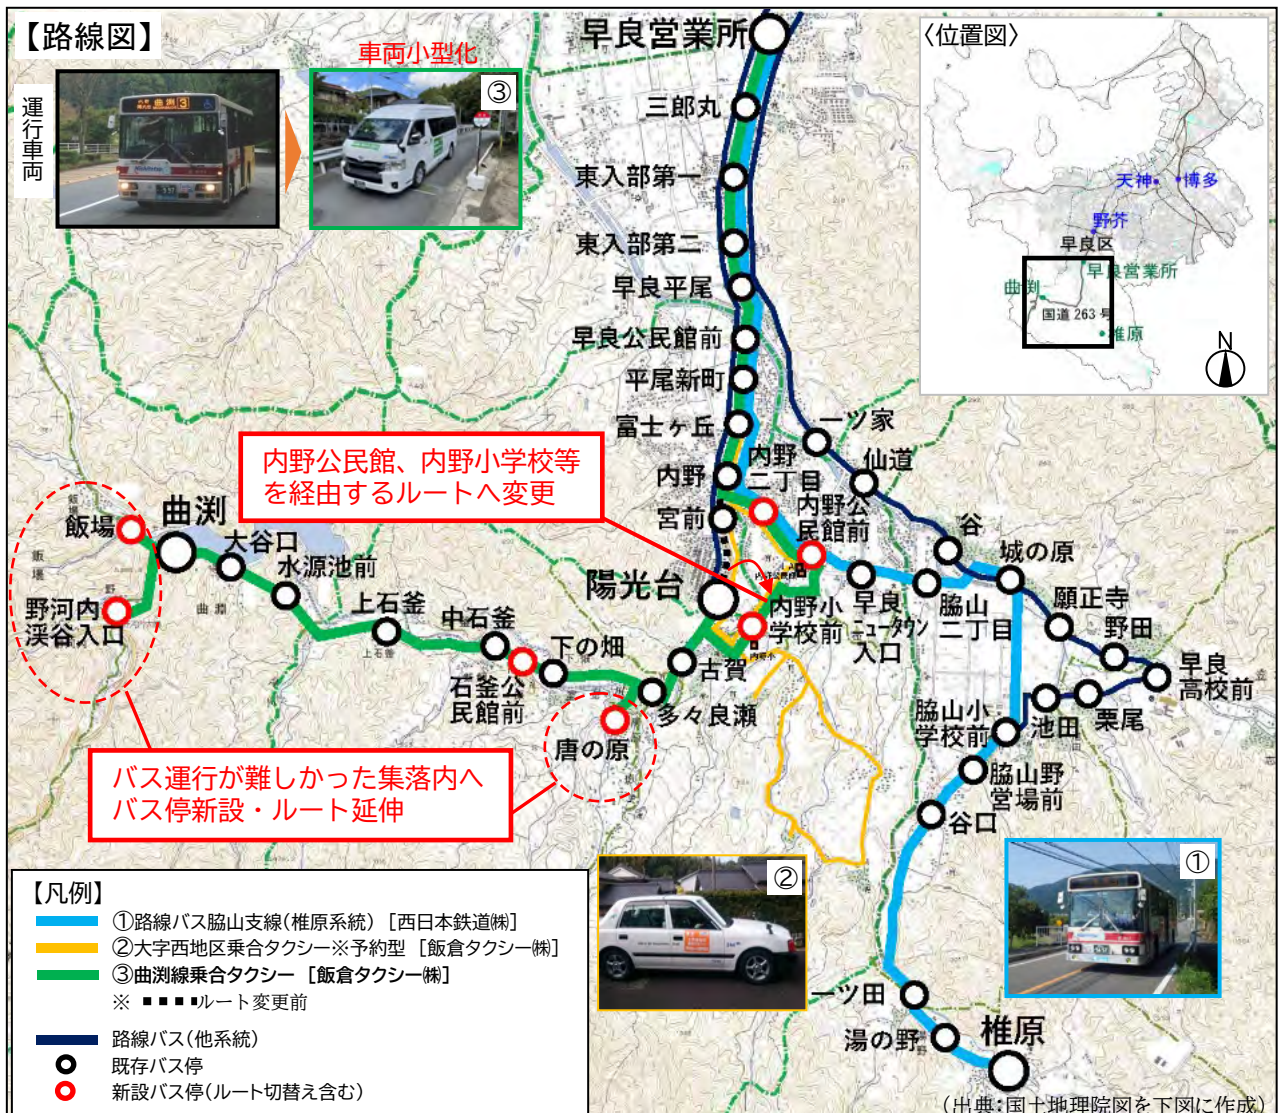 【路線図】
運行車両
曲渕
3
車両小型化
③
早良営業所
三郎丸
東入部第一
東入部第二
早良平尾
早良公民館前
平尾新町
富士ヶ丘
内野
宮前
陽光台
〈位置図〉
天神
博多
野芥
早良区
早良営業所
曲渕
国道263号
椎原
N
一ツ家
仙道
谷
城の原
願正寺
野田
早良
高校前
栗尾
池田
内野
二丁目
内野公
民館前
早良
ニュータウン
入口
脇山
二丁目
内野小
学校前
脇山小
学校前
脇山野
営場前
谷口
一ツ田
湯の野
椎原
内野公民館、内野小学校等
を経由するルートへ変更
飯場
曲渕
大谷口
水源池前
上石釜
中石釜
石釜公
民館前
下の畑
多々良瀬
古賀
唐の原
野河内
渓谷入口
バス運行が難しかった集落内へ
バス停新設・ルート延伸
②
①
【凡例】
①路線バス脇山支線(椎原系統) [西日本鉄道㈱]
②大字西地区乗合タクシー※予約型 [飯倉タクシー㈱]
③曲渕線乗合タクシー [飯倉タクシー㈱]
※ ルート変更前
路線バス(他系統)
既存バス停
新設バス停(ルート切替え含む)
(出典:国土地理院図を下図に作成)